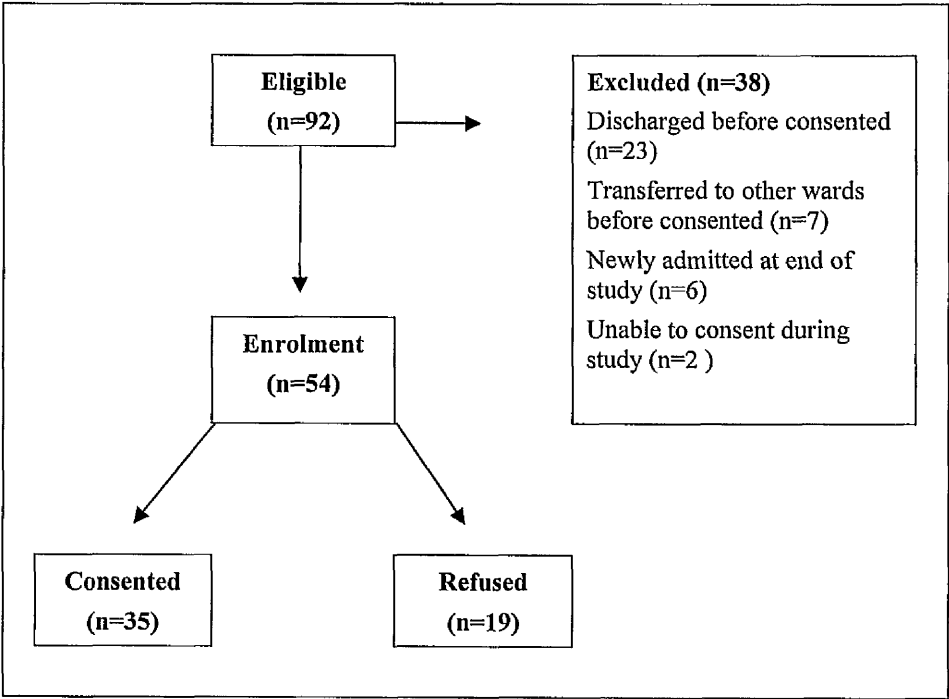 Eligible
(n=92)
Excluded (n=38)
Discharged before consented
(n=23)
Transferred to other wards
before consented (n=7)
Newly admitted at end of
study (n=6)
Unable to consent during
study (n=2 )
Enrolment
(n=54)
Consented
(n=35)
Refused
(n=19)